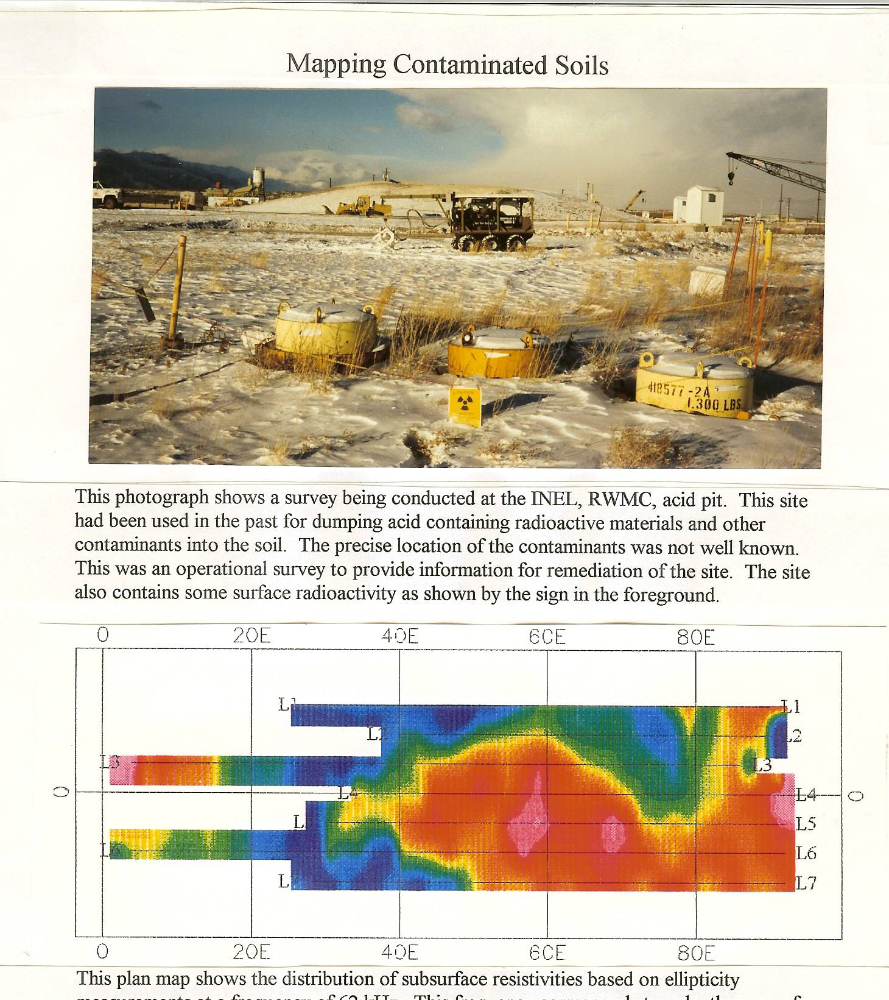 Mapping Contaminated Soils
CAUTION
418577-2A
1.300 LBS.
This photograph shows a survey being conducted at the INEL, RWMC, acid pit. This site
had been used in the past for dumping acid containing radioactive materials and other
contaminants into the soil. The precise location of the contaminants was not well known.
This was an operational survey to provide information for remediation of the site. The site
also contains some surface radioactivity as shown by the sign in the foreground.
0 20E 40E 60E 80E
L1 L1
L2 L2
L3 L3
0 L4 L4 0
L5
L6 L6
L7 L7
0 20E 40E 60E 80E
This plan map shows the distribution of subsurface resistivities based on ellipticity